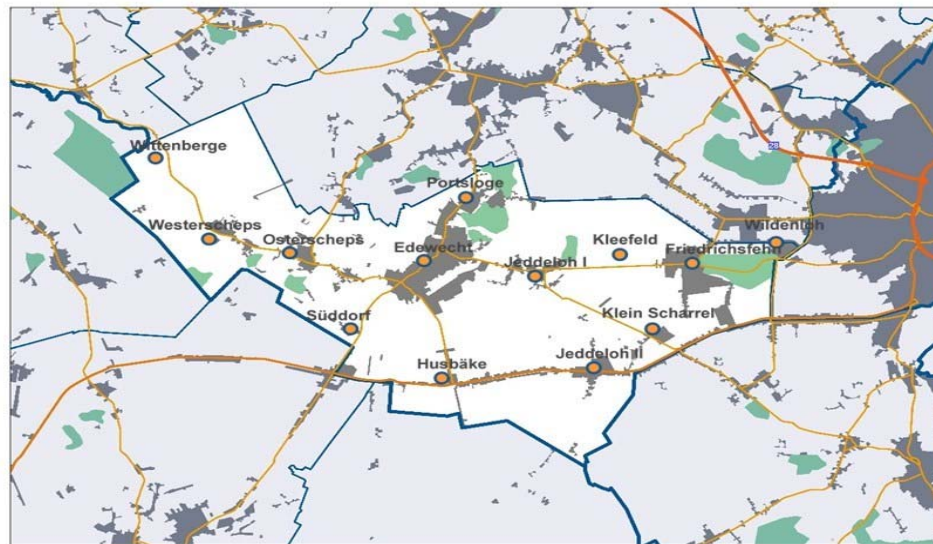 28
Wittenberge
Portsloge
Westerscheps
Osterscheps
Edewecht
Kleefeld
Wildenloh
Friedrichsfehn
Jeddeloh I
Süddorf
Klein Scharrel
Husbäke
Jeddeloh II